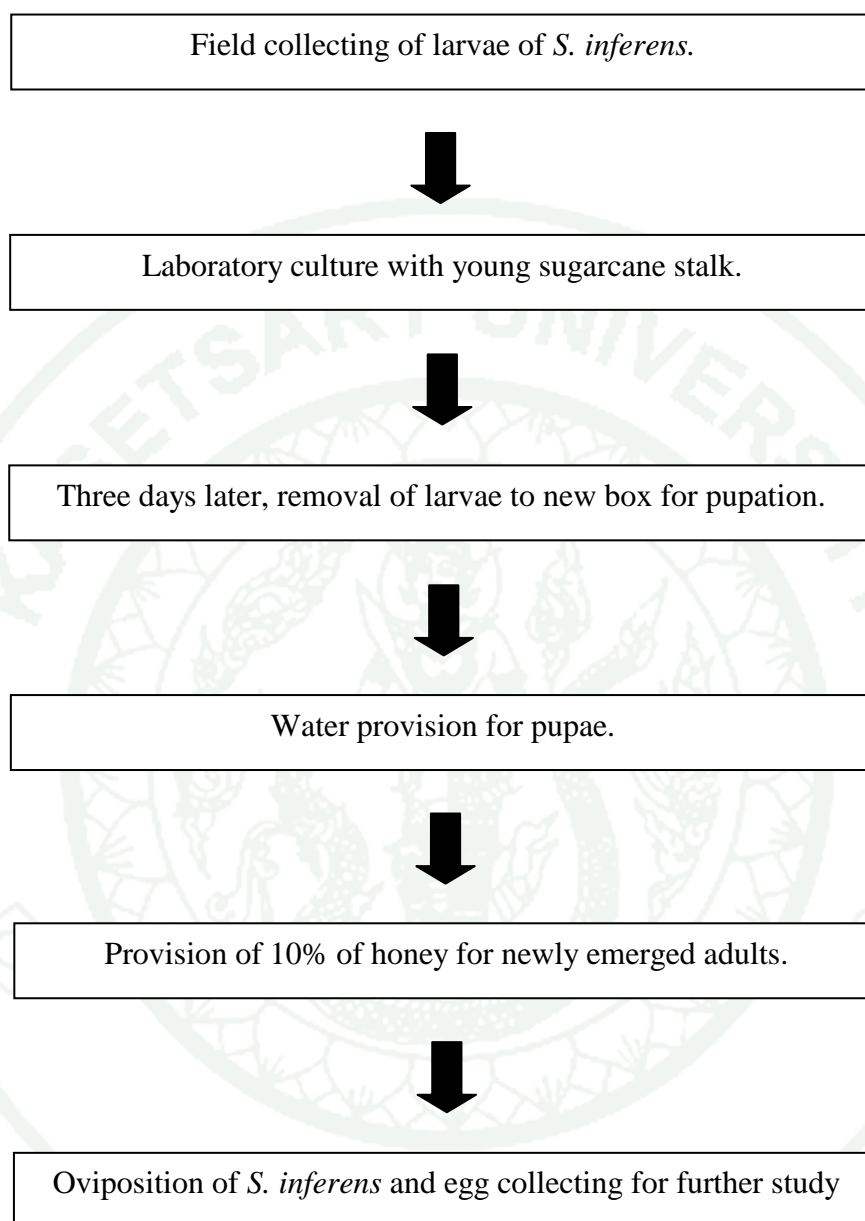 Field collecting of larvae of S. inferens.
Laboratory culture with young sugarcane stalk.
KASETSART UNIVERSITY
Three days later, removal of larvae to new box for pupation.
Water provision for pupae.
Provision of 10% of honey for newly emerged adults.
Oviposition of S. inferens and egg collecting for further study